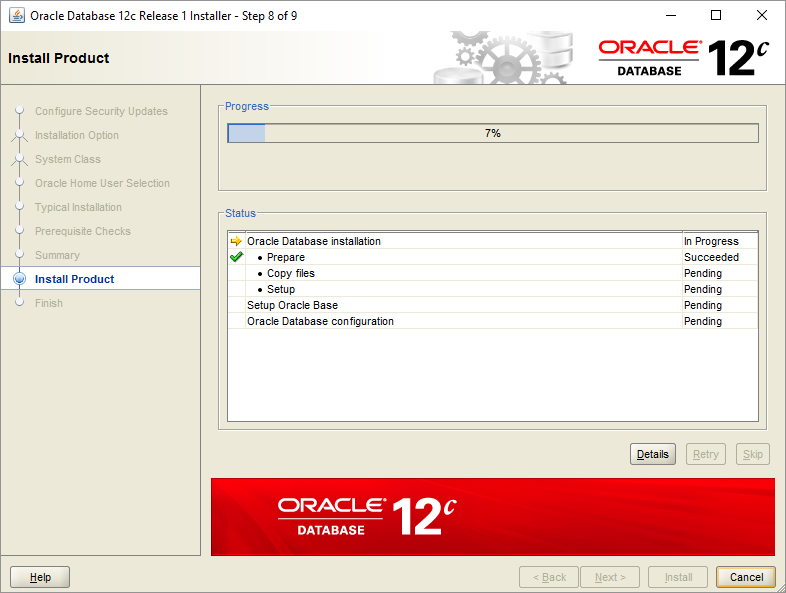 Oracle Database 12c Release 1 Installer - Step 8 of 9
Install Product
ORACLE®
DATABASE
12c
Configure Security Updates
Installation Option
System Class
Oracle Home User Selection
Typical Installation
Prerequisite Checks
Summary
Install Product
Finish
Progress
7%
Status
Oracle Database installation In Progress
• Prepare Succeeded
• Copy files Pending
• Setup Pending
Setup Oracle Base Pending
Oracle Database configuration Pending
Details Retry Skip
ORACLE®
DATABASE
12c
Help < Back Next > Install Cancel